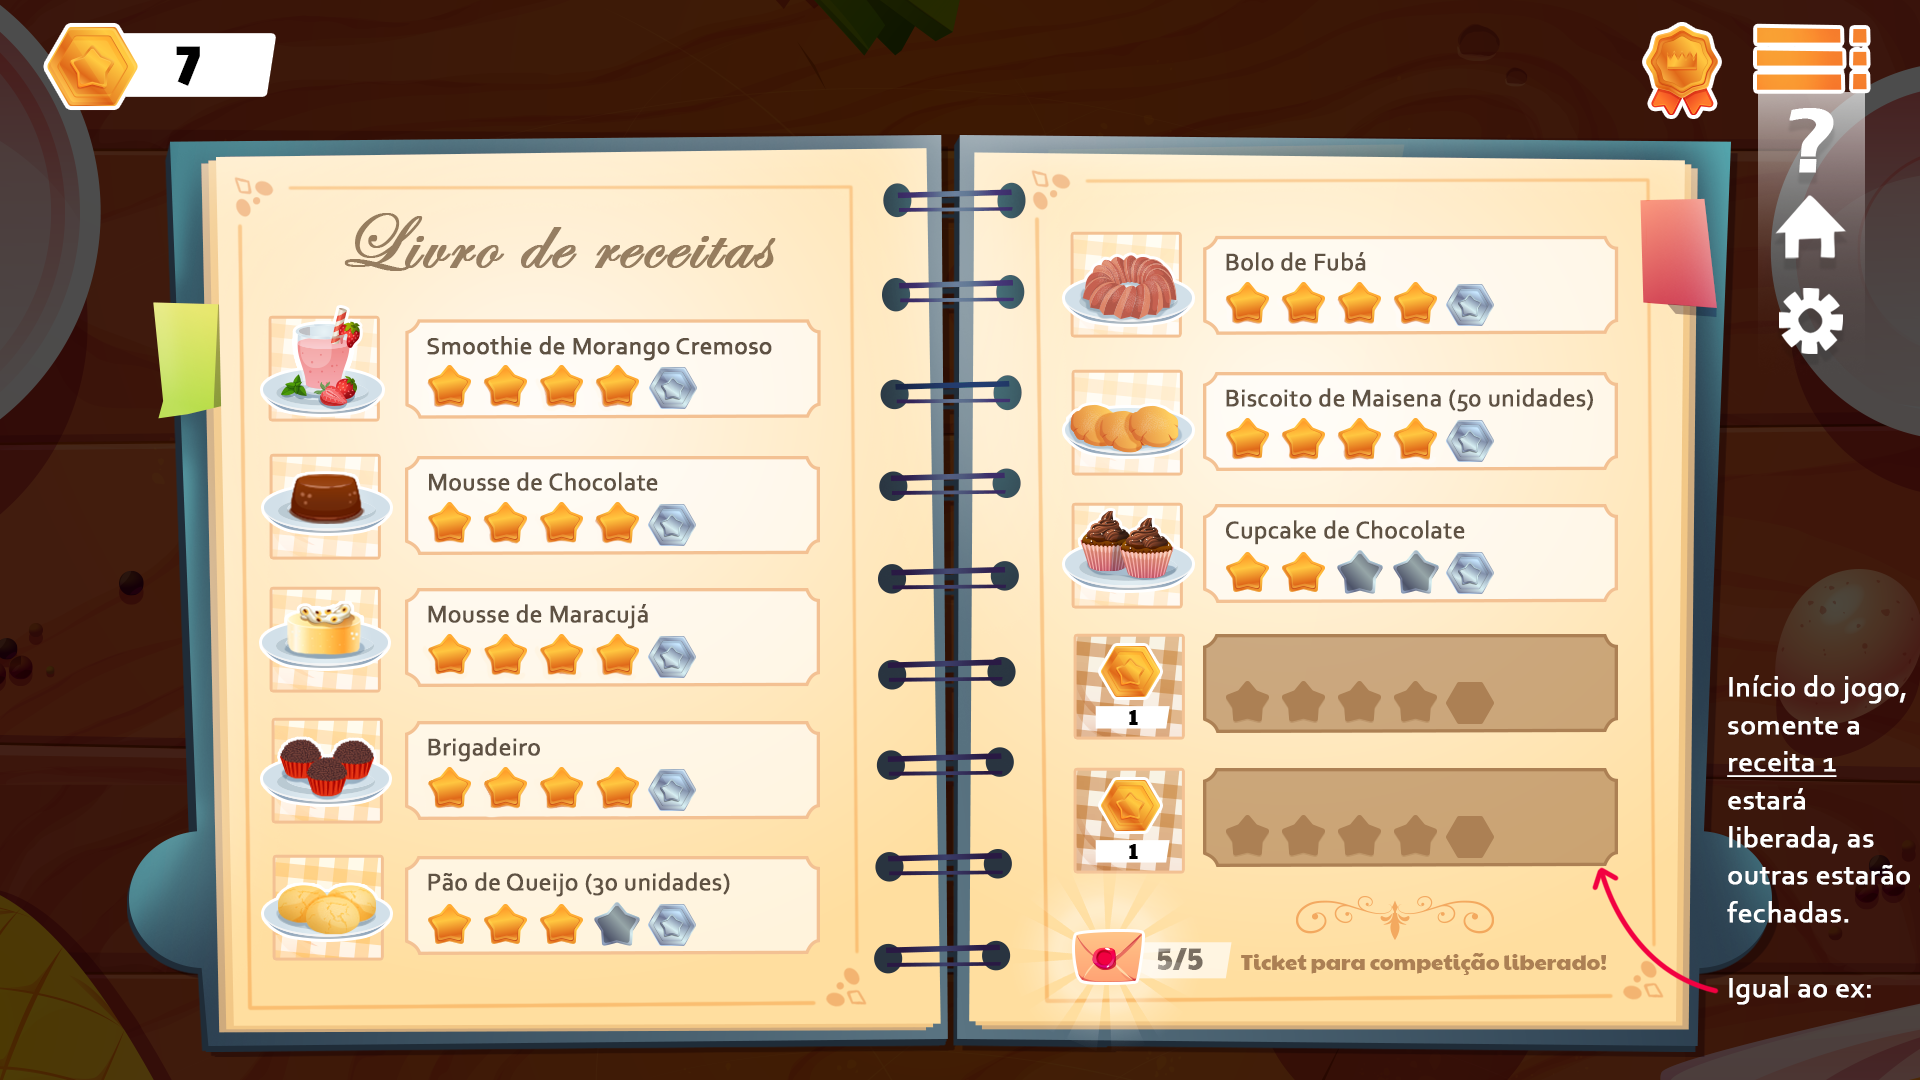 7
?
Livro de receitas
Smoothie de Morango Cremoso
Mousse de Chocolate
Mousse de Maracujá
Brigadeiro
Pão de Queijo (30 unidades)
Bolo de Fubá
Biscoito de Maisena (50 unidades)
Cupcake de Chocolate
1
1
5/5
Ticket para competição liberado!
Início do jogo,
somente a
receita 1
estará
liberada, as
outras estarão
fechadas.
Igual ao ex: